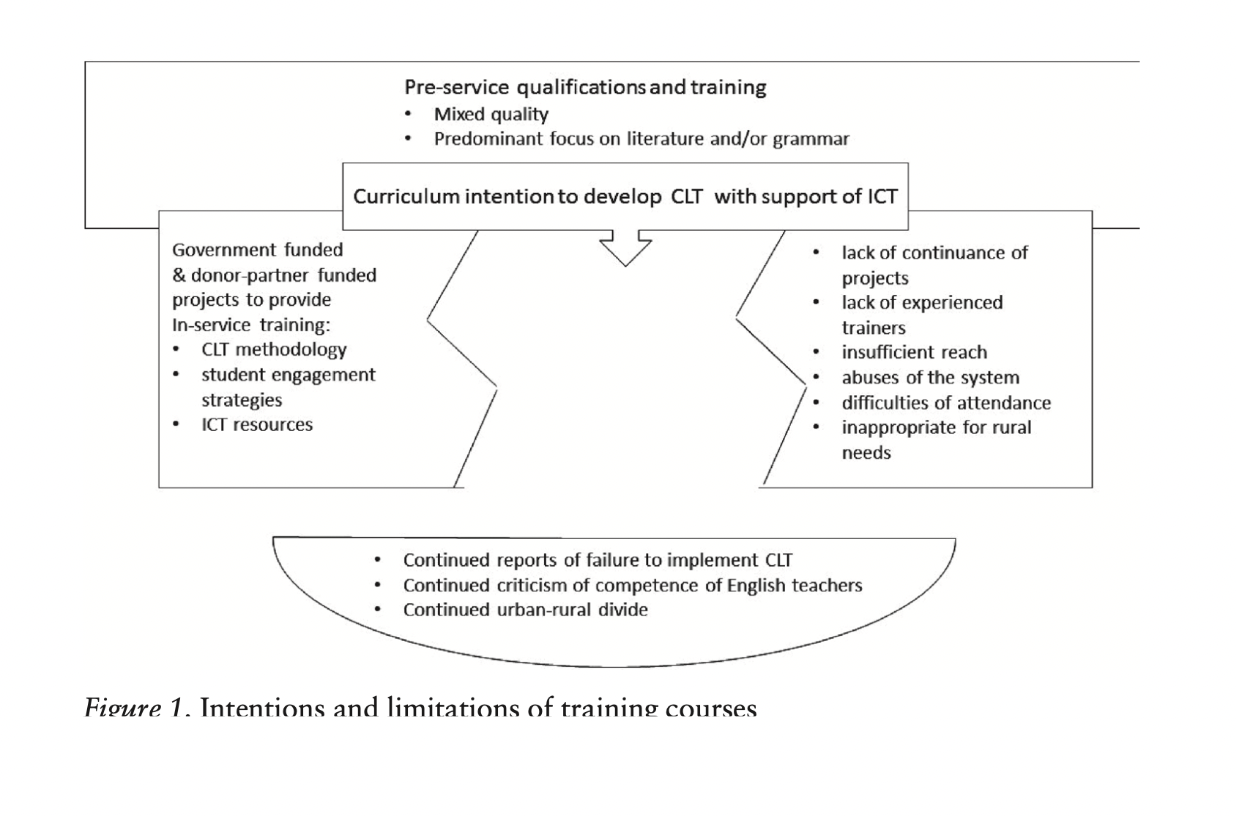 Pre-service qualifications and training
• Mixed quality
• Predominant focus on literature and/or grammar
Curriculum intention to develop CLT with support of ICT
Government funded
& donor-partner funded
projects to provide
In-service training:
• CLT methodology
• student engagement
strategies
• ICT resources
• lack of continuance of
projects
• lack of experienced
trainers
• insufficient reach
• abuses of the system
• difficulties of attendance
• inappropriate for rural
needs
• Continued reports of failure to implement CLT
• Continued criticism of competence of English teachers
• Continued urban-rural divide
Figure 1. Intentions and limitations of training courses